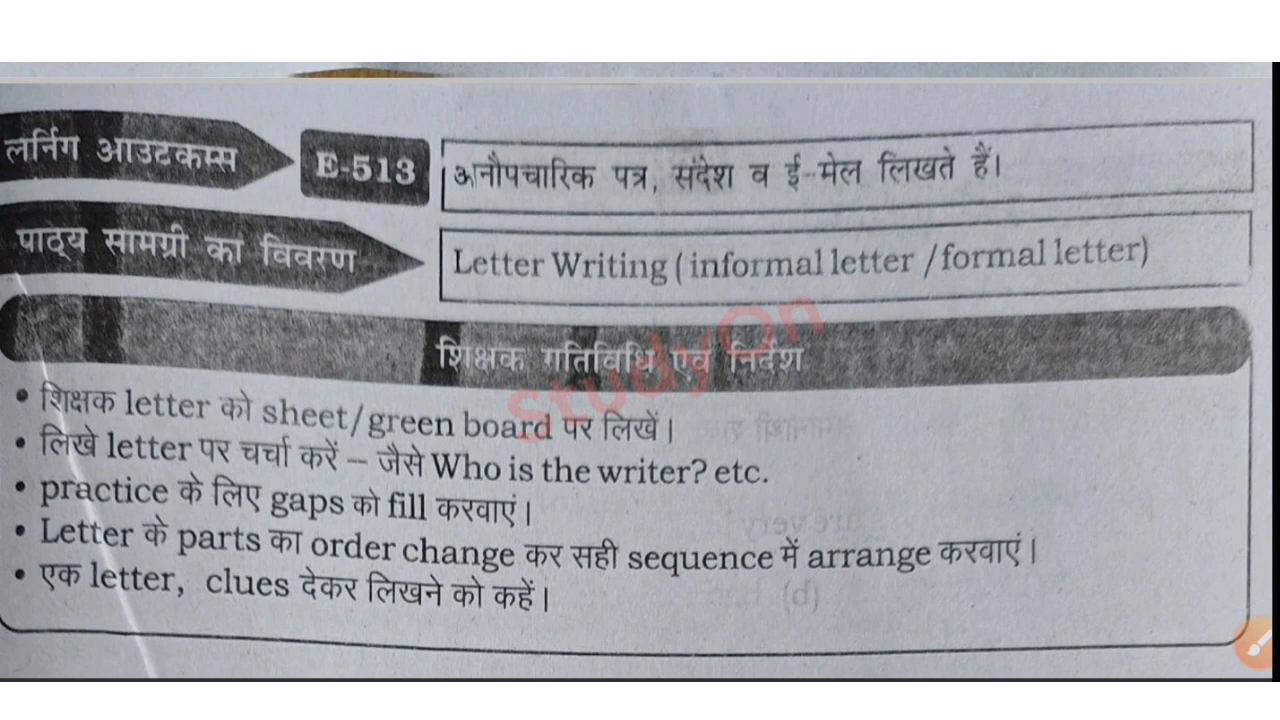 लर्निग आउटकम्स
E-513
अनौपचारिक पत्र, संदेश व ई-मेल लिखते हैं।
पाठ्य सामग्री का विवरण
Letter Writing (informal letter /formal letter)
शिक्षक गतिविधि एवं निर्देश
StudyOn
• शिक्षक letter को sheet/green board पर लिखें।
• लिखे letter पर चर्चा करें – जैसे Who is the writer? etc.
• practice के लिए gaps को fill करवाएं।
• Letter के parts का order change कर सही sequence में arrange करवाएं।
• एक letter, clues देकर लिखने को कहें।